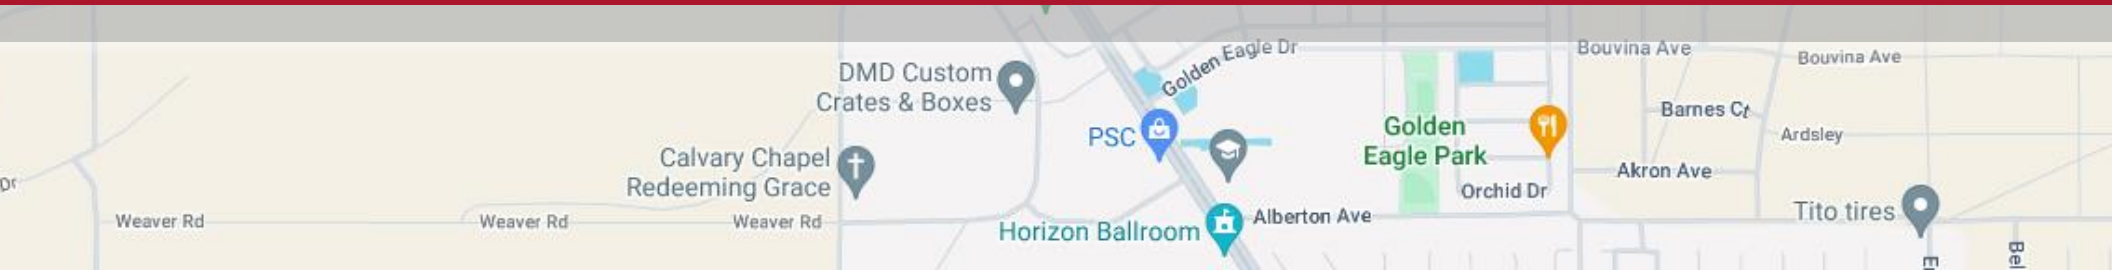 Golden Eagle Dr
Bouvina Ave
Bouvina Ave
DMD Custom
Crates & Boxes
Barnes Ct
PSC
Golden
Eagle Park
Ardsley
Calvary Chapel
Redeeming Grace
Akron Ave
Dr
Orchid Dr
Weaver Rd
Weaver Rd
Weaver Rd
Horizon Ballroom
Alberton Ave
Tito tires
Bel